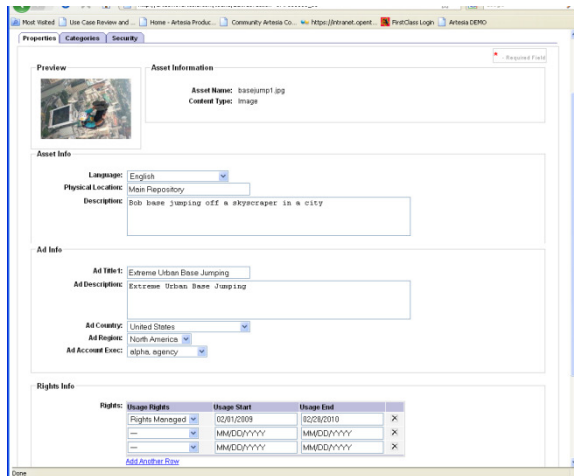 Most Visited Use Case Review and ... Home - Artesia Produc... Community Artesia Co... https://intranet.opent... FirstClass Login Artesia DEMO
Properties Categories Security
* - Required Field
Preview Asset Information
Asset Name: basejump1.jpg
Content Type: Image
Asset Info
Language: English
Physical Location: Main Repository
Description: Bob base jumping off a skyscraper in a city
Ad Info
Ad Title1: Extreme Urban Base Jumping
Ad Description: Extreme Urban Base Jumping
Ad Country: United States
Ad Region: North America
Ad Account Exec: alpha, agency
Rights Info
Rights: Usage Rights Usage Start Usage End
Rights Managed 02/01/2009 02/28/2010 X
--- MM/DD/YYYY MM/DD/YYYY X
--- MM/DD/YYYY MM/DD/YYYY X
Add Another Row
Done